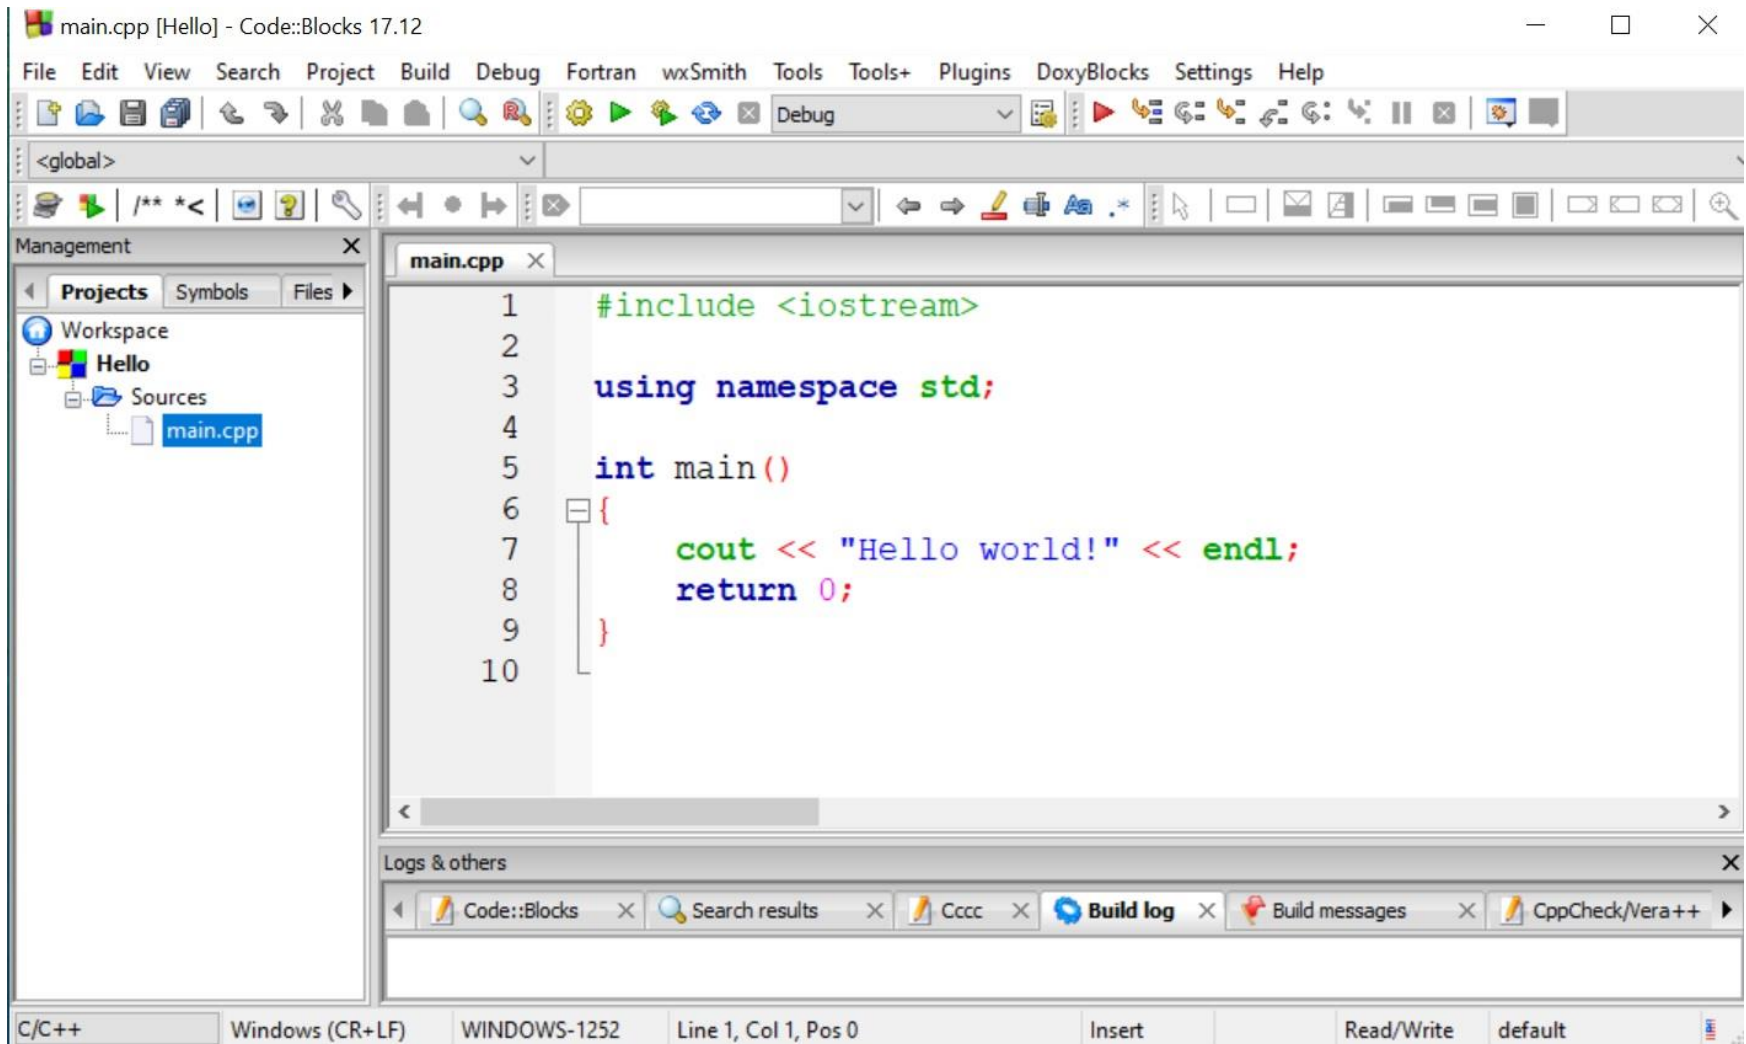 main.cpp [Hello] - Code::Blocks 17.12
File Edit View Search Project Build Debug Fortran wxSmith Tools Tools+ Plugins DoxyBlocks Settings Help
Debug
<global>
/** *<
Aa .*
Management
main.cpp
Projects Symbols Files
Workspace
Hello
Sources
main.cpp
1 #include <iostream>
2
3 using namespace std;
4
5 int main()
6 {
7 cout << "Hello world!" << endl;
8 return 0;
9 }
10
Logs & others
Code::Blocks Search results Cccc Build log Build messages CppCheck/Vera++
C/C++ Windows (CR+LF) WINDOWS-1252 Line 1, Col 1, Pos 0 Insert Read/Write default